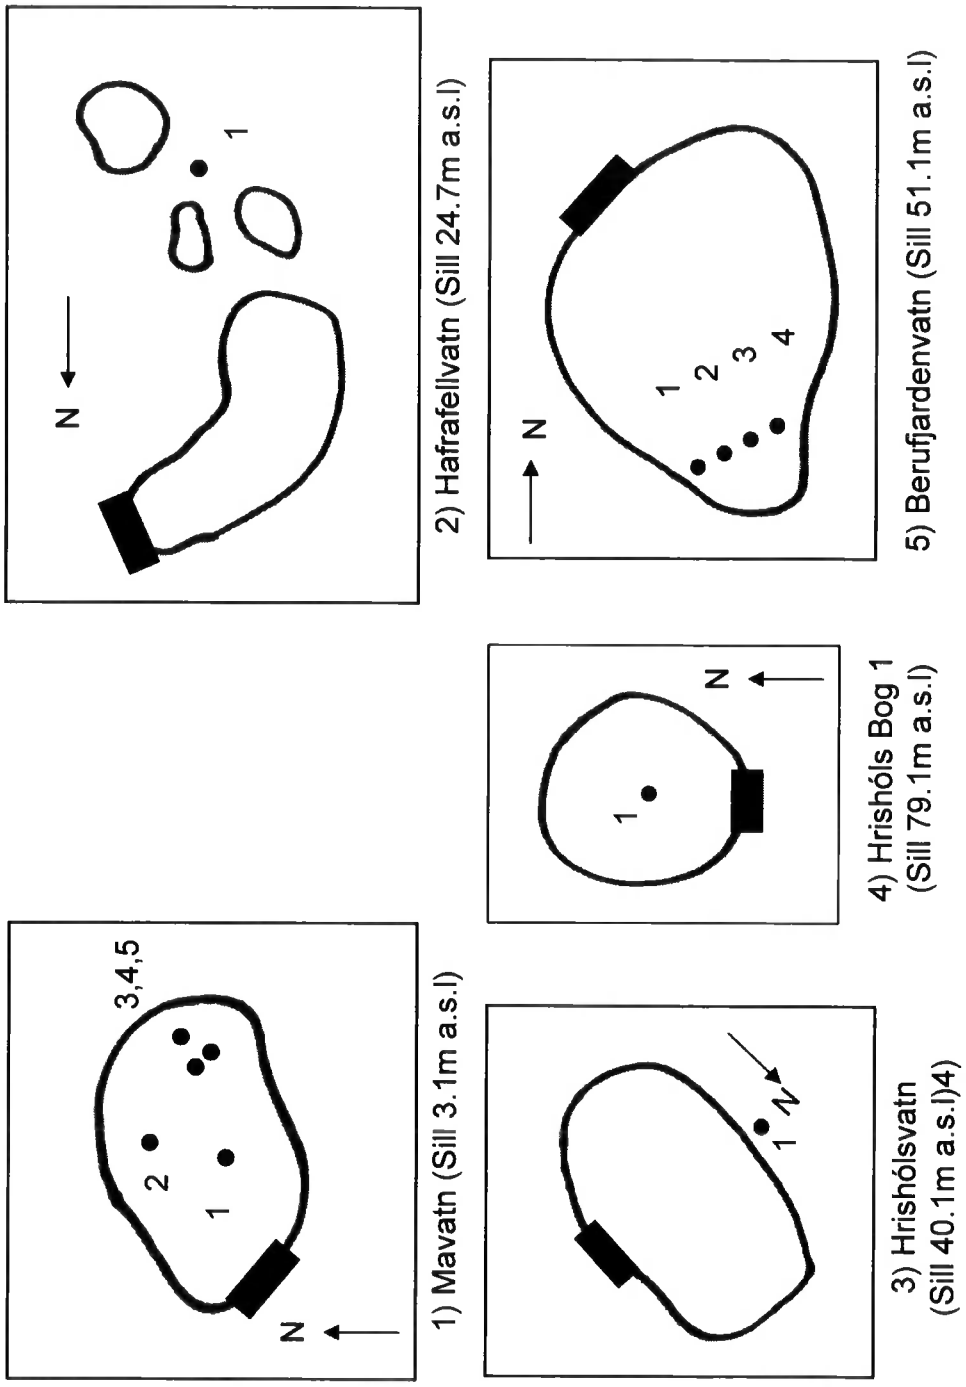 N
1
2
3,4,5
1) Mavatn (Sill 3.1m a.s.l)
N
1
2) Hafrafellvatn (Sill 24.7m a.s.l)
N
1
3) Hrishólsvatn
(Sill 40.1m a.s.l)4)
N
1
4) Hrishóls Bog 1
(Sill 79.1m a.s.l)
N
1
2
3
4
5) Berufjardenvatn (Sill 51.1m a.s.l)